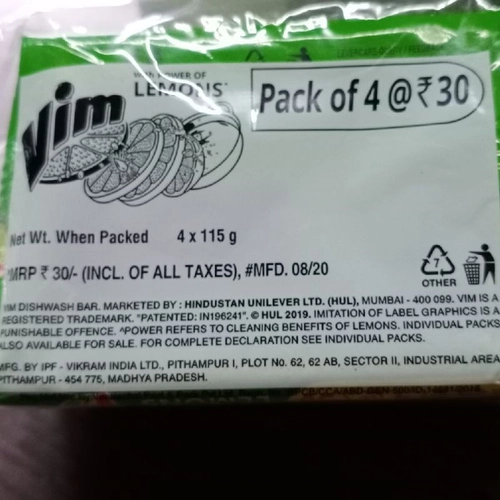 with POWER OF
LEMONS^
Vim
Pack of 4 @ ₹ 30
Net Wt. When Packed 4 x 115 g
*MRP ₹ 30/- (INCL. OF ALL TAXES), #MFD. 08/20
7
OTHER
VIM DISHWASH BAR. MARKETED BY : HINDUSTAN UNILEVER LTD. (HUL), MUMBAI - 400 099. VIM IS A
REGISTERED TRADEMARK. "PATENTED: IN196241". © HUL 2019. IMITATION OF LABEL GRAPHICS IS A
PUNISHABLE OFFENCE. ^POWER REFERS TO CLEANING BENEFITS OF LEMONS. INDIVIDUAL PACKS
ALSO AVAILABLE FOR SALE. FOR COMPLETE DECLARATION SEE INDIVIDUAL PACKS.
MFG. BY IPF - VIKRAM INDIA LTD., PITHAMPUR I, PLOT No. 62, 62 AB, SECTOR II, INDUSTRIAL AREA
PITHAMPUR - 454 775, MADHYA PRADESH.